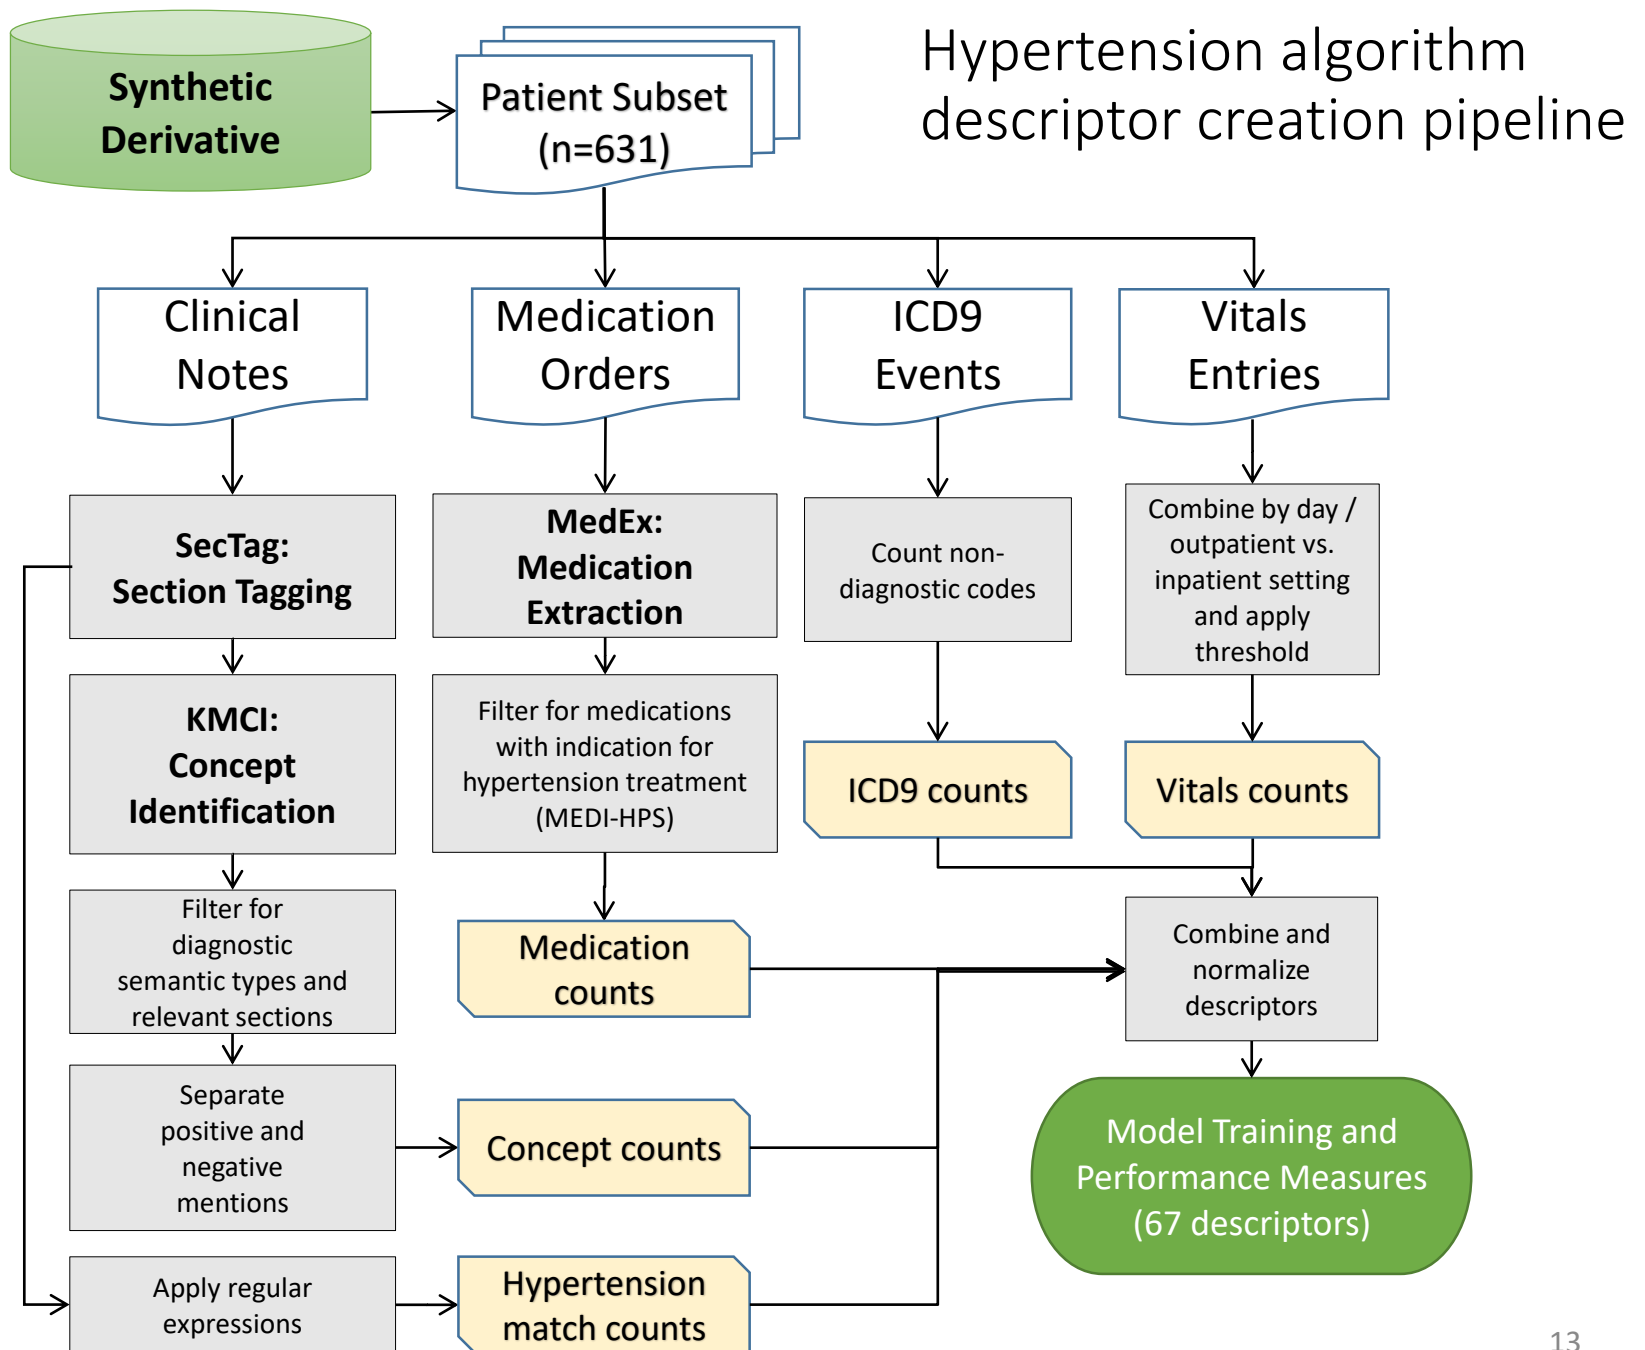 Hypertension algorithm
descriptor creation pipeline
Synthetic
Derivative
Patient Subset
(n=631)
Clinical
Notes
Medication
Orders
ICD9
Events
Vitals
Entries
SecTag:
Section Tagging
MedEx:
Medication
Extraction
Count non-
diagnostic codes
Combine by day /
outpatient vs.
inpatient setting
and apply
threshold
KMCI:
Concept
Identification
Filter for medications
with indication for
hypertension treatment
(MEDI-HPS)
ICD9 counts
Vitals counts
Filter for
diagnostic
semantic types and
relevant sections
Medication
counts
Combine and
normalize
descriptors
Separate
positive and
negative
mentions
Concept counts
Model Training and
Performance Measures
(67 descriptors)
Apply regular
expressions
Hypertension
match counts
13